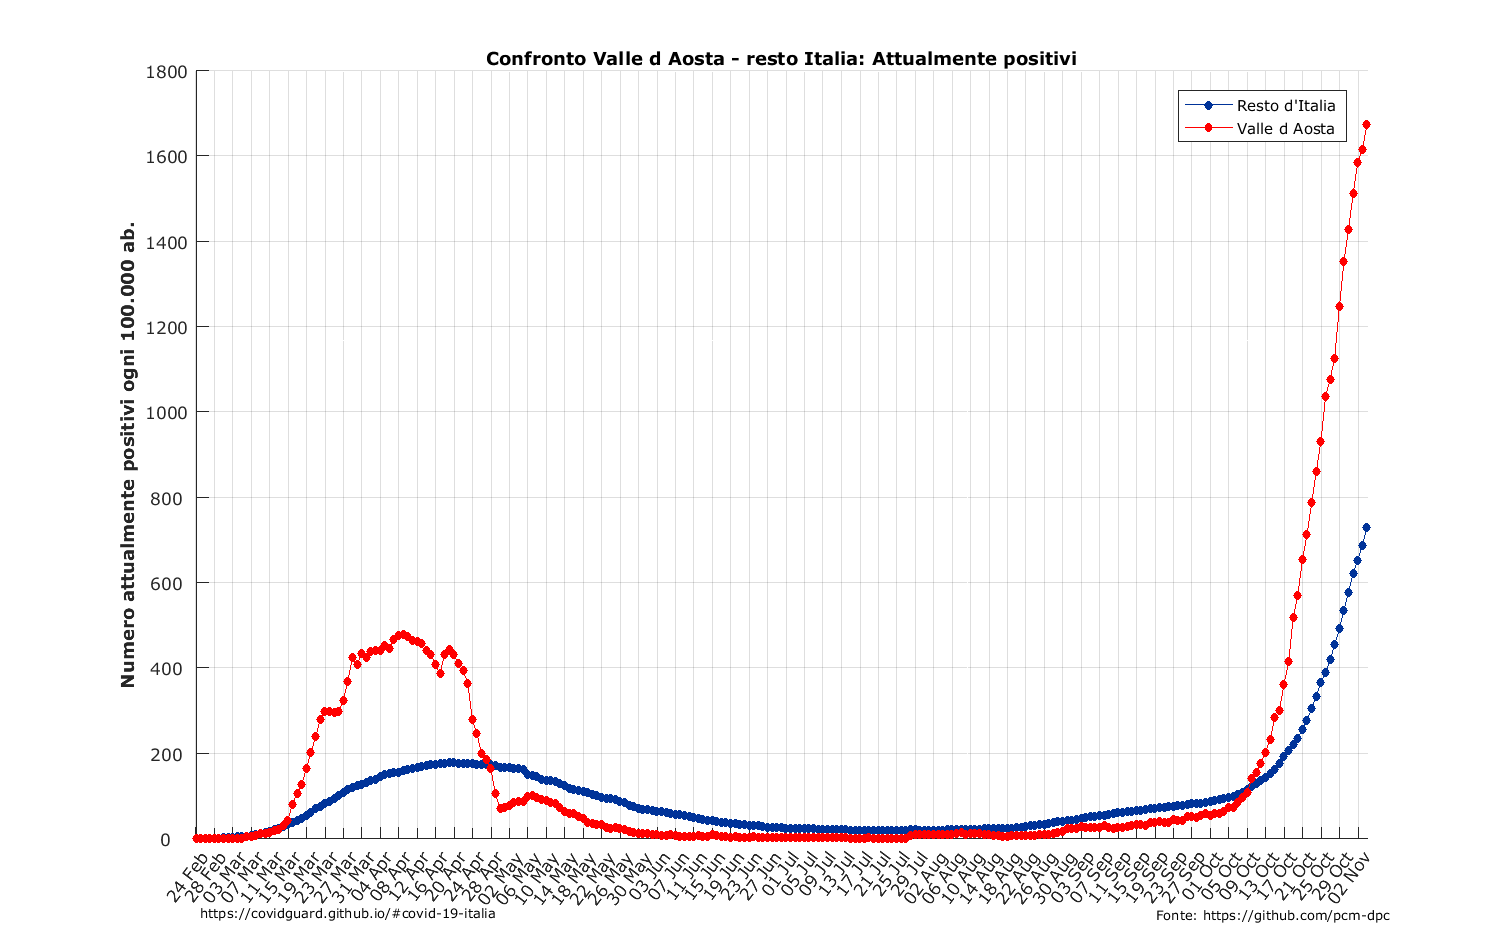 Confronto Valle d Aosta - resto Italia: Attualmente positivi
Resto d'Italia
Valle d Aosta
Numero attualmente positivi ogni 100.000 ab.
1800
1600
1400
1200
1000
800
600
400
200
0
24 Feb
28 Feb
03 Mar
07 Mar
11 Mar
15 Mar
19 Mar
23 Mar
27 Mar
31 Mar
04 Apr
08 Apr
12 Apr
16 Apr
20 Apr
24 Apr
28 Apr
02 May
06 May
10 May
14 May
18 May
22 May
26 May
30 May
03 Jun
07 Jun
11 Jun
15 Jun
19 Jun
23 Jun
27 Jun
01 Jul
05 Jul
09 Jul
13 Jul
17 Jul
21 Jul
25 Jul
29 Jul
02 Aug
06 Aug
10 Aug
14 Aug
18 Aug
22 Aug
26 Aug
30 Aug
03 Sep
07 Sep
11 Sep
15 Sep
19 Sep
23 Sep
27 Sep
01 Oct
05 Oct
09 Oct
13 Oct
17 Oct
21 Oct
25 Oct
29 Oct
02 Nov
https://covidguard.github.io/#covid-19-italia
Fonte: https://github.com/pcm-dpc